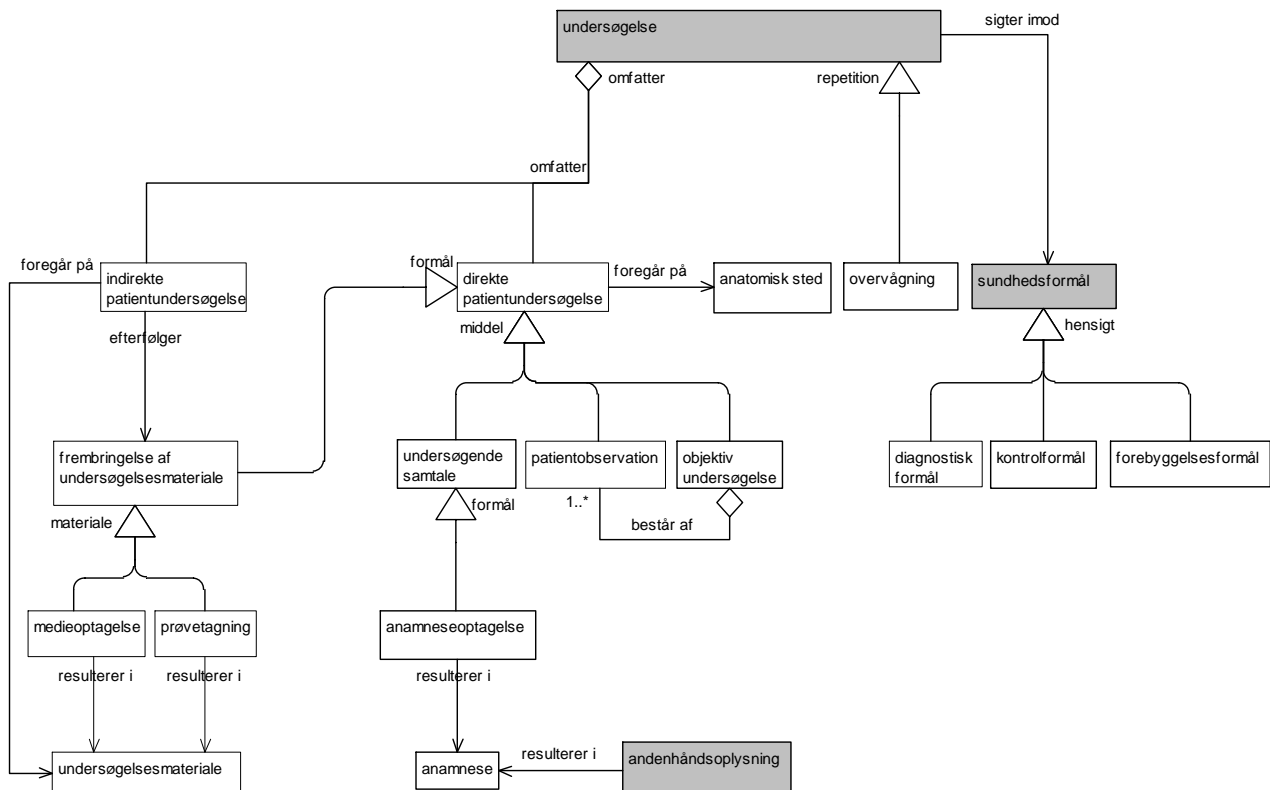 undersøgelse
sigter imod
omfatter
repetition
omfatter
foregår på
indirekte
patientundersøgelse
formål
direkte
patientundersøgelse
foregår på
anatomisk sted
overvågning
sundhedsformål
efterfølger
middel
hensigt
frembringelse af
undersøgelsesmateriale
undersøgende
samtale
patientobservation
objektiv
undersøgelse
diagnostisk
formål
kontrolformål
forebyggelsesformål
materiale
formål
1..*
består af
medieoptagelse
prøvetagning
anamneseoptagelse
resulterer i
resulterer i
resulterer i
undersøgelsesmateriale
anamnese
resulterer i
andenhåndsoplysning